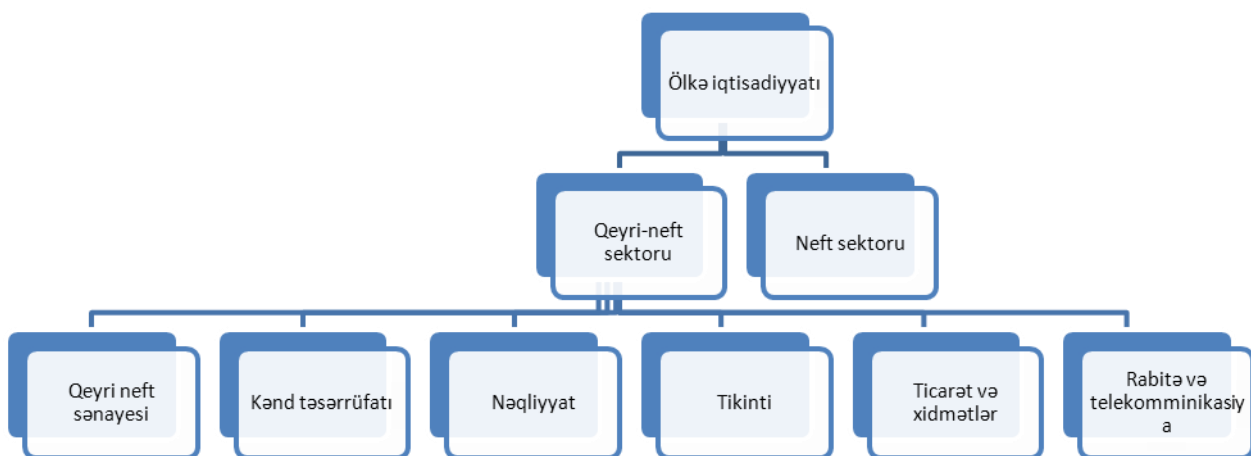 Ölkə iqtisadiyyatı
Qeyri-neft
sektoru
Neft sektoru
Qeyri neft
sənayesi
Kənd təsərrüfatı
Nəqliyyat
Tikinti
Ticarət və
xidmətlər
Rabitə və
telekomminikasiy
a